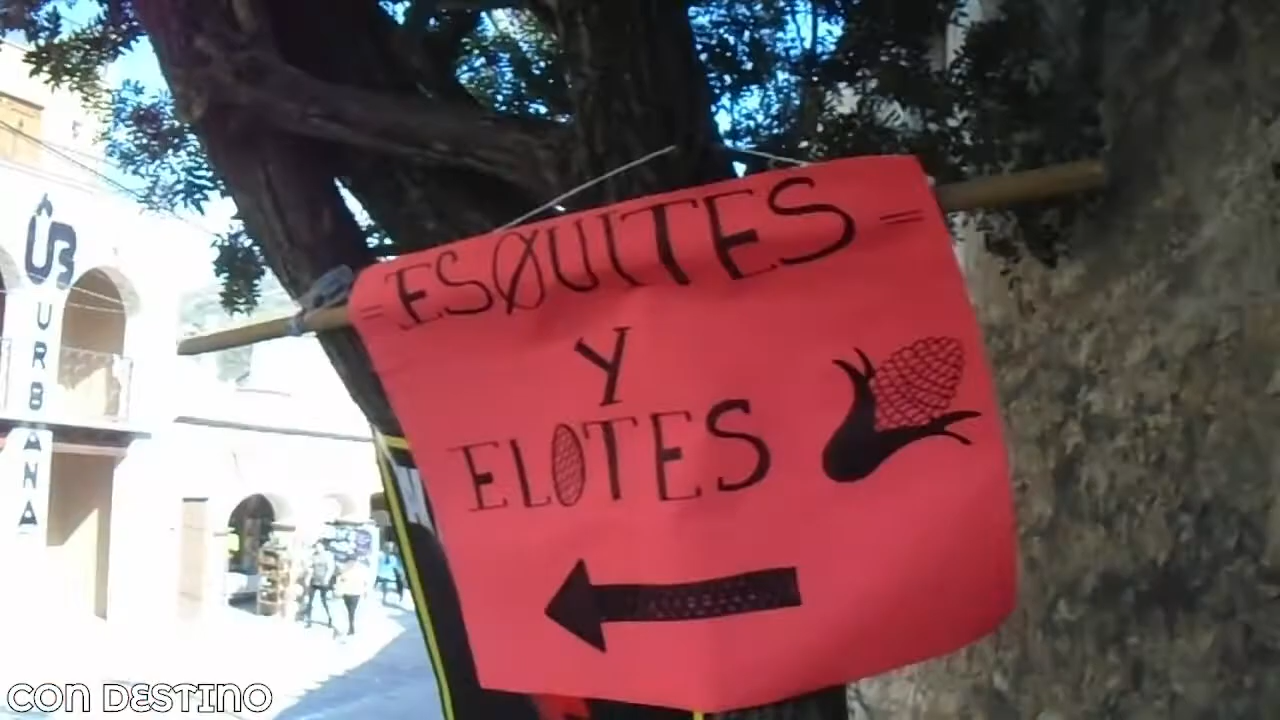 = ESQUITES =
Y
ELOTES
URBANA
CON DESTINO